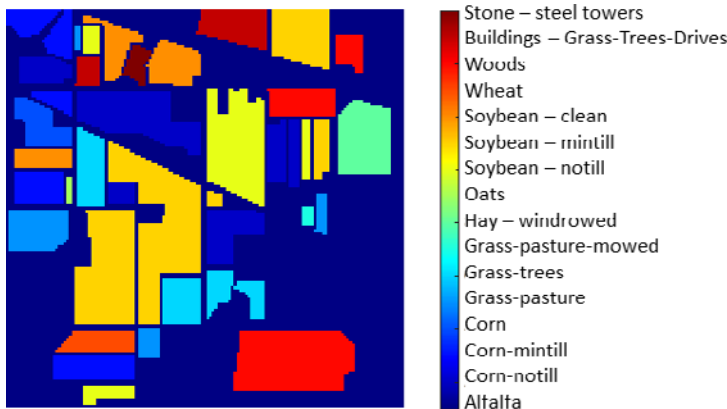 Stone – steel towers
Buildings – Grass-Trees-Drives
Woods
Wheat
Soybean – clean
Soybean – mintill
Soybean – notill
Oats
Hay – windrowed
Grass-pasture-mowed
Grass-trees
Grass-pasture
Corn
Corn-mintill
Corn-notill
Alfalfa